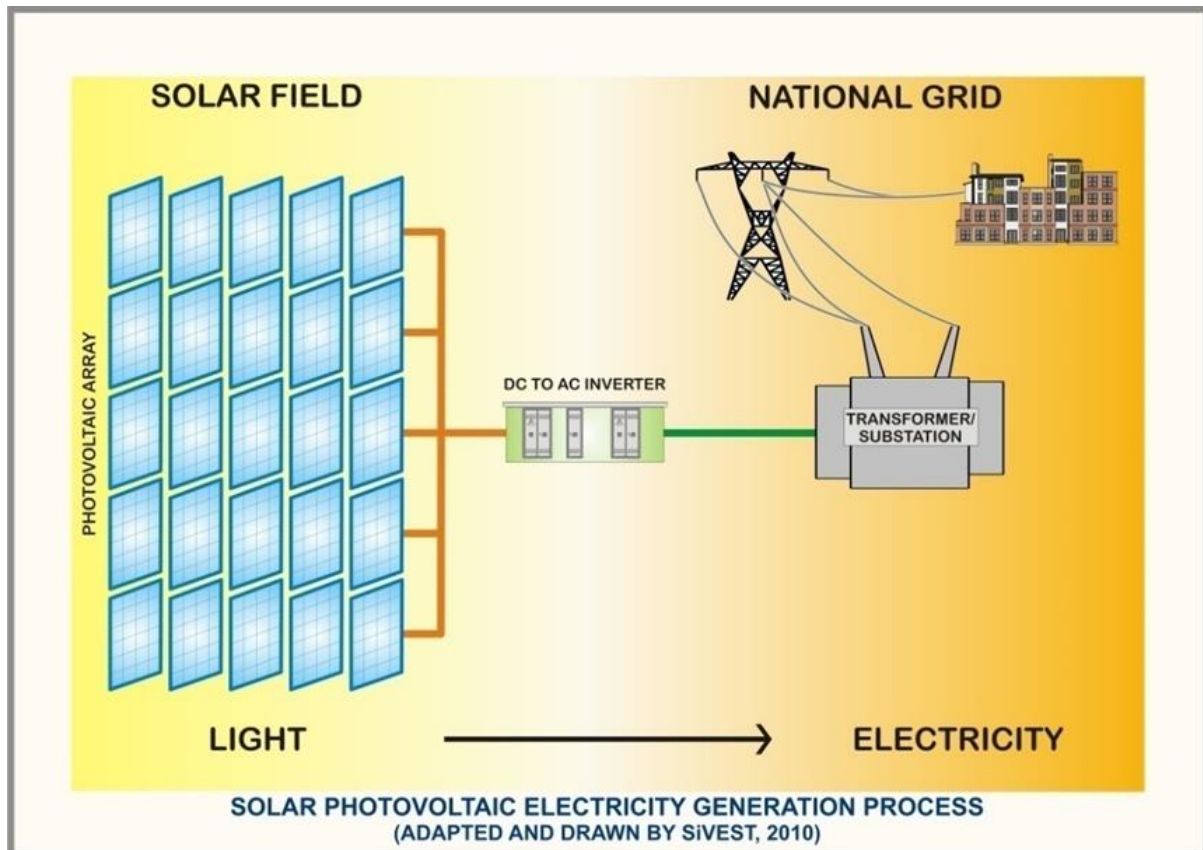 SOLAR FIELD
NATIONAL GRID
PHOTOVOLTAIC ARRAY
DC TO AC INVERTER
TRANSFORMER/
SUBSTATION
LIGHT
ELECTRICITY
SOLAR PHOTOVOLTAIC ELECTRICITY GENERATION PROCESS
(ADAPTED AND DRAWN BY SiVEST, 2010)